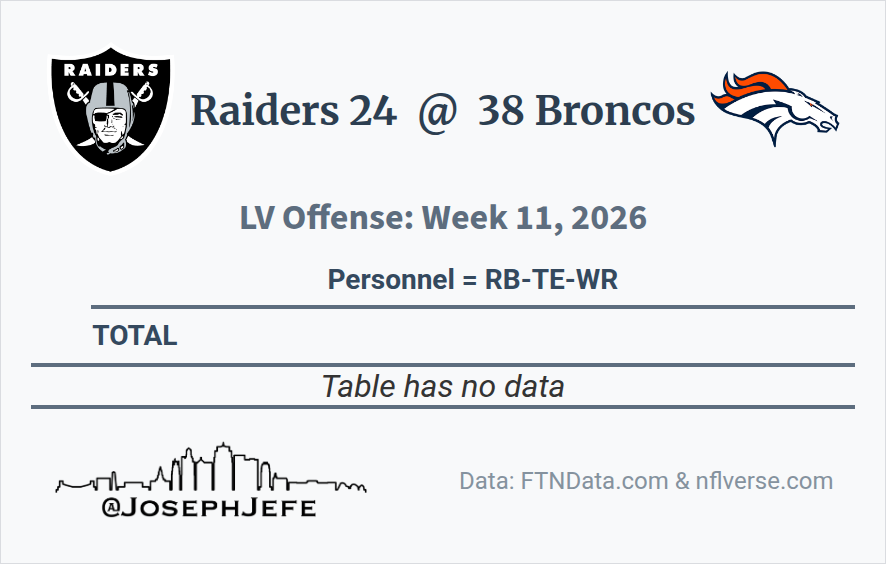 RAIDERS
Raiders 24 @ 38 Broncos
LV Offense: Week 11, 2026
Personnel = RB-TE-WR
TOTAL
Table has no data
@JOSEPHJEFE
Data: FTNData.com & nflverse.com